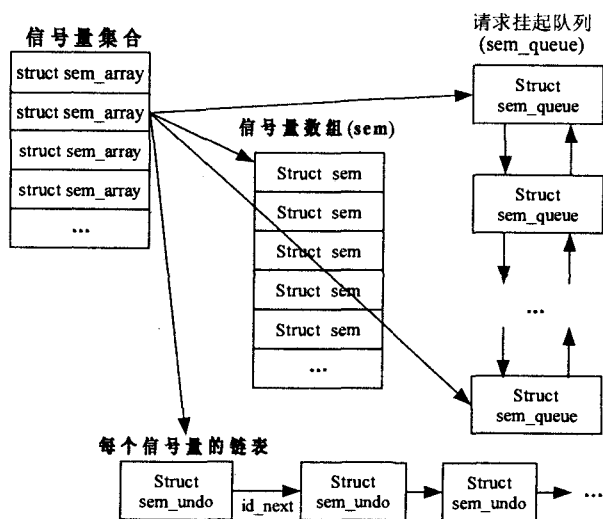 信号量集合
struct sem_array
struct sem_array
struct sem_array
struct sem_array
...
信号量数组(sem)
Struct sem
Struct sem
Struct sem
Struct sem
Struct sem
...
请求挂起队列
(sem_queue)
Struct
sem_queue
Struct
sem_queue
...
Struct
sem_queue
每个信号量的链表
Struct
sem_undo
id_next
Struct
sem_undo
Struct
sem_undo
...